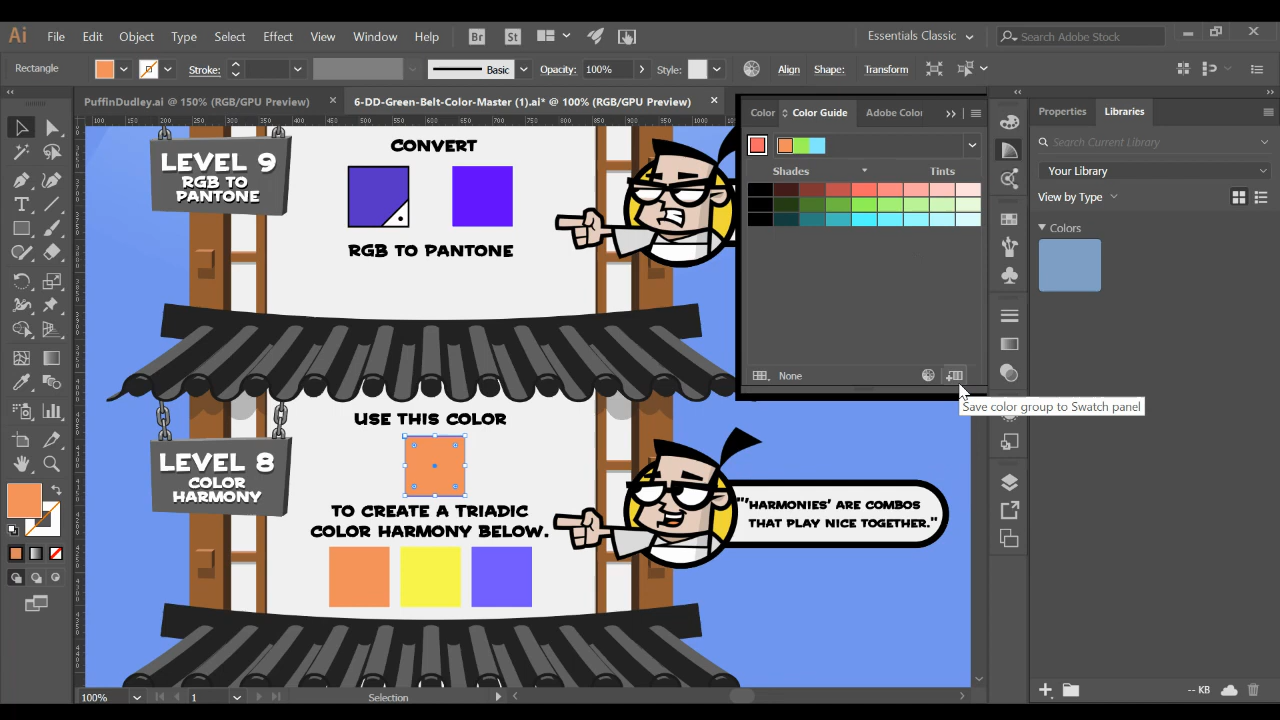 Ai File Edit Object Type Select Effect View Window Help Br St Essentials Classic Search Adobe Stock
Rectangle Stroke: Basic Opacity: 100% Style: Align Shape: Transform
PuffinDudley.ai @ 150% (RGB/GPU Preview) × 6-DD-Green-Belt-Color-Master (1).ai* @ 100% (RGB/GPU Preview) ×
Color Color Guide Adobe Color
Shades Tints
None
Save color group to Swatch panel
Properties Libraries
Search Current Library
Your Library
View by Type
Colors
-- KB
LEVEL 9
RGB TO
PANTONE
CONVERT
RGB TO PANTONE
LEVEL 8
COLOR
HARMONY
USE THIS COLOR
TO CREATE A TRIADIC
COLOR HARMONY BELOW.
"'HARMONIES' ARE COMBOS
THAT PLAY NICE TOGETHER."
100% 1 Selection